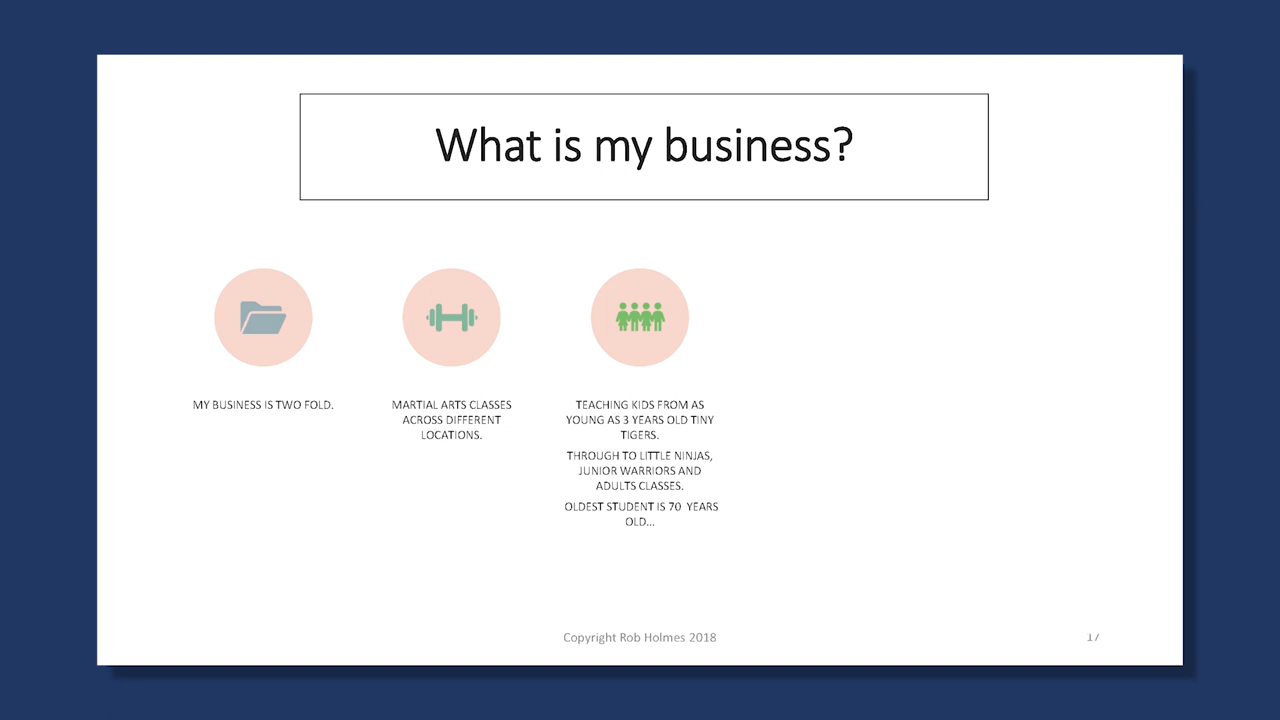 What is my business?
MY BUSINESS IS TWO FOLD.
MARTIAL ARTS CLASSES
ACROSS DIFFERENT
LOCATIONS.
TEACHING KIDS FROM AS
YOUNG AS 3 YEARS OLD TINY
TIGERS.
THROUGH TO LITTLE NINJAS,
JUNIOR WARRIORS AND
ADULTS CLASSES.
OLDEST STUDENT IS 70 YEARS
OLD...
Copyright Rob Holmes 2018
17